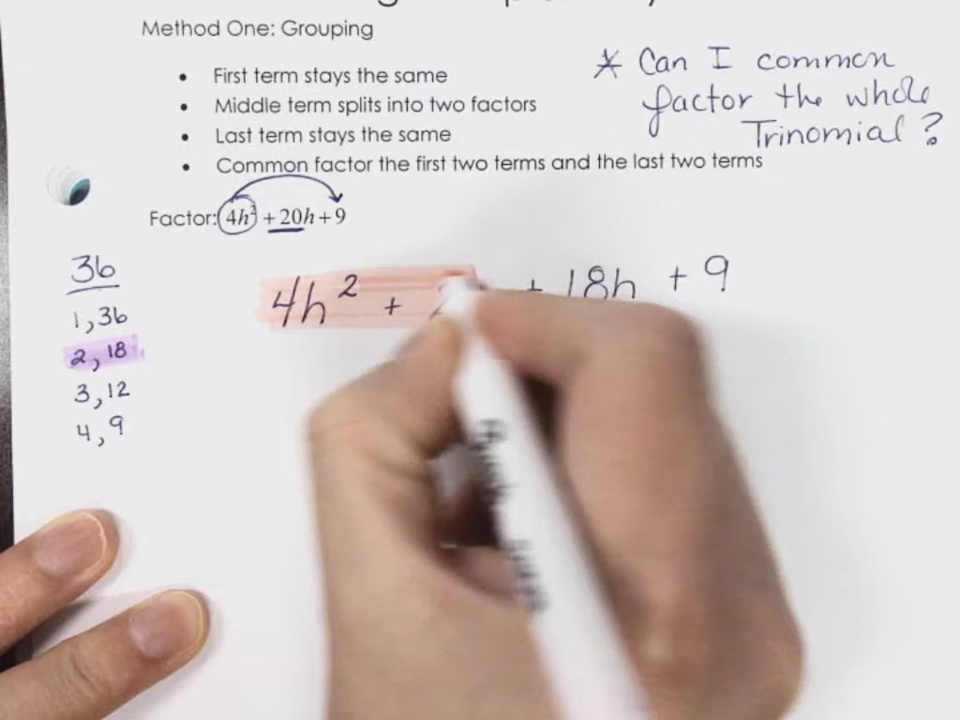 Method One: Grouping
• First term stays the same
• Middle term splits into two factors
• Last term stays the same
• Common factor the first two terms and the last two terms
* Can I common
factor the whole
Trinomial?
Factor: 4h² + 20h + 9
36
1, 36
2, 18
3, 12
4, 9
4h² + 2 + 18h + 9